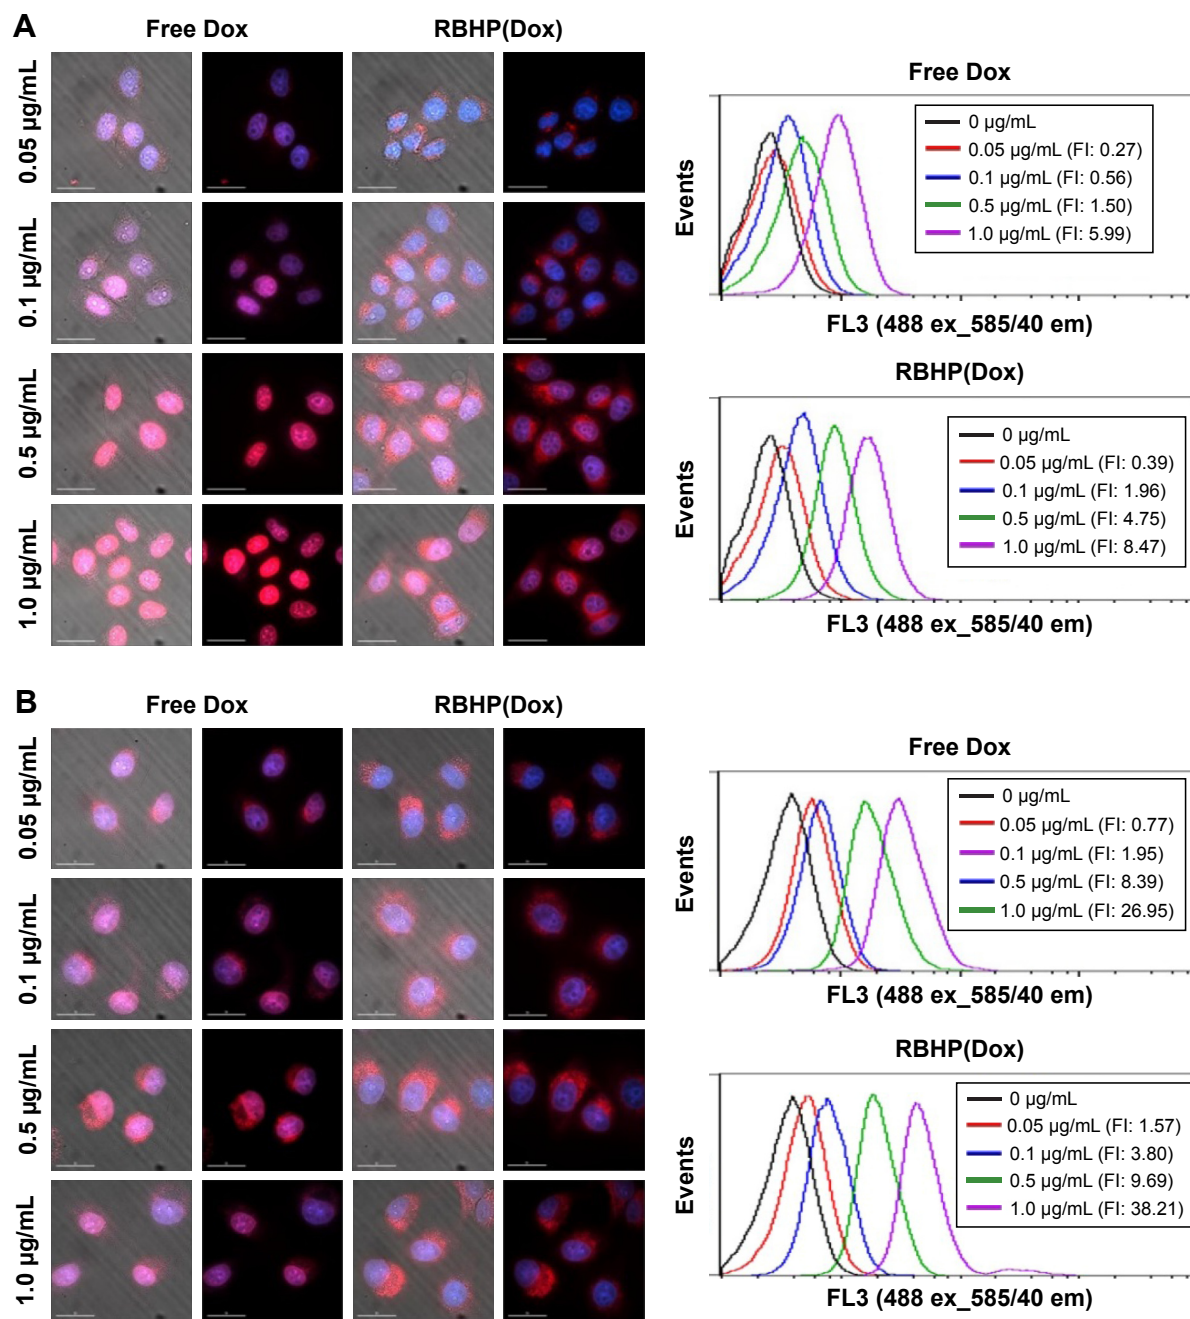 A
Free Dox
RBHP(Dox)
0.05 µg/mL
0.1 µg/mL
0.5 µg/mL
1.0 µg/mL
Free Dox
Events
0 µg/mL
0.05 µg/mL (FI: 0.27)
0.1 µg/mL (FI: 0.56)
0.5 µg/mL (FI: 1.50)
1.0 µg/mL (FI: 5.99)
FL3 (488 ex_585/40 em)
RBHP(Dox)
Events
0 µg/mL
0.05 µg/mL (FI: 0.39)
0.1 µg/mL (FI: 1.96)
0.5 µg/mL (FI: 4.75)
1.0 µg/mL (FI: 8.47)
FL3 (488 ex_585/40 em)
B
Free Dox
RBHP(Dox)
0.05 µg/mL
0.1 µg/mL
0.5 µg/mL
1.0 µg/mL
Free Dox
Events
0 µg/mL
0.05 µg/mL (FI: 0.77)
0.1 µg/mL (FI: 1.95)
0.5 µg/mL (FI: 8.39)
1.0 µg/mL (FI: 26.95)
FL3 (488 ex_585/40 em)
RBHP(Dox)
Events
0 µg/mL
0.05 µg/mL (FI: 1.57)
0.1 µg/mL (FI: 3.80)
0.5 µg/mL (FI: 9.69)
1.0 µg/mL (FI: 38.21)
FL3 (488 ex_585/40 em)